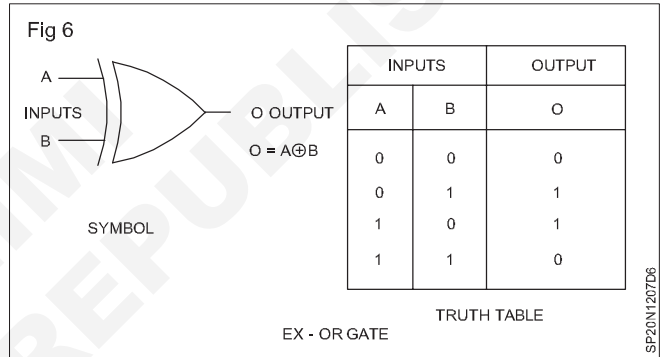 Fig 6
A
INPUTS
B
O OUTPUT
O = A⊕B
SYMBOL
INPUTS OUTPUT
A B O
0 0 0
0 1 1
1 0 1
1 1 0
TRUTH TABLE
EX - OR GATE
SP20N1207D6